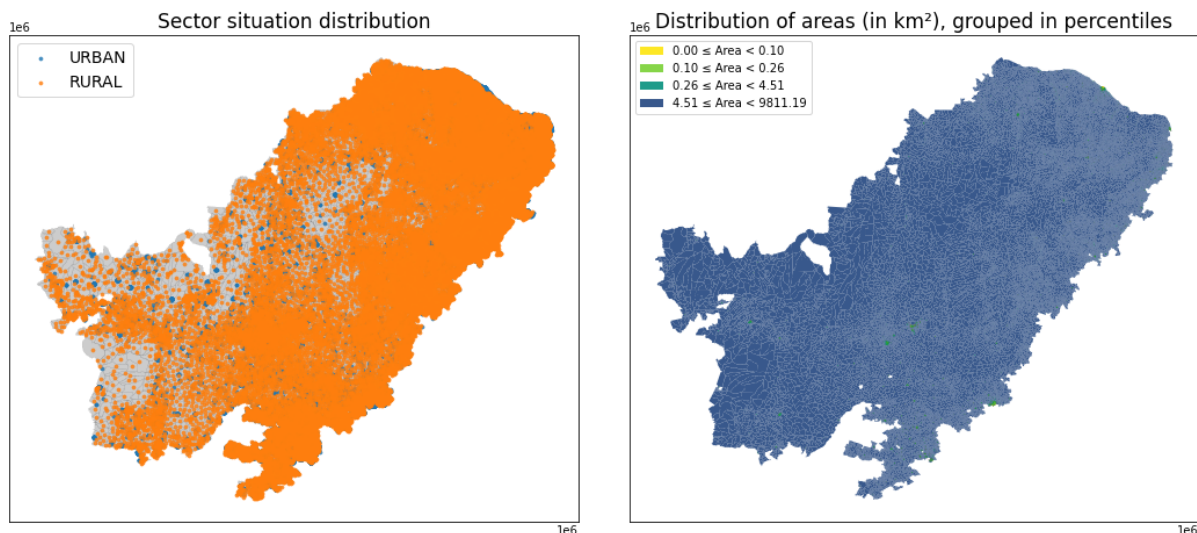 Sector situation distribution
1e6
URBAN
RURAL
1e6
Distribution of areas (in km²), grouped in percentiles
1e6
0.00 ≤ Area < 0.10
0.10 ≤ Area < 0.26
0.26 ≤ Area < 4.51
4.51 ≤ Area < 9811.19
1e6